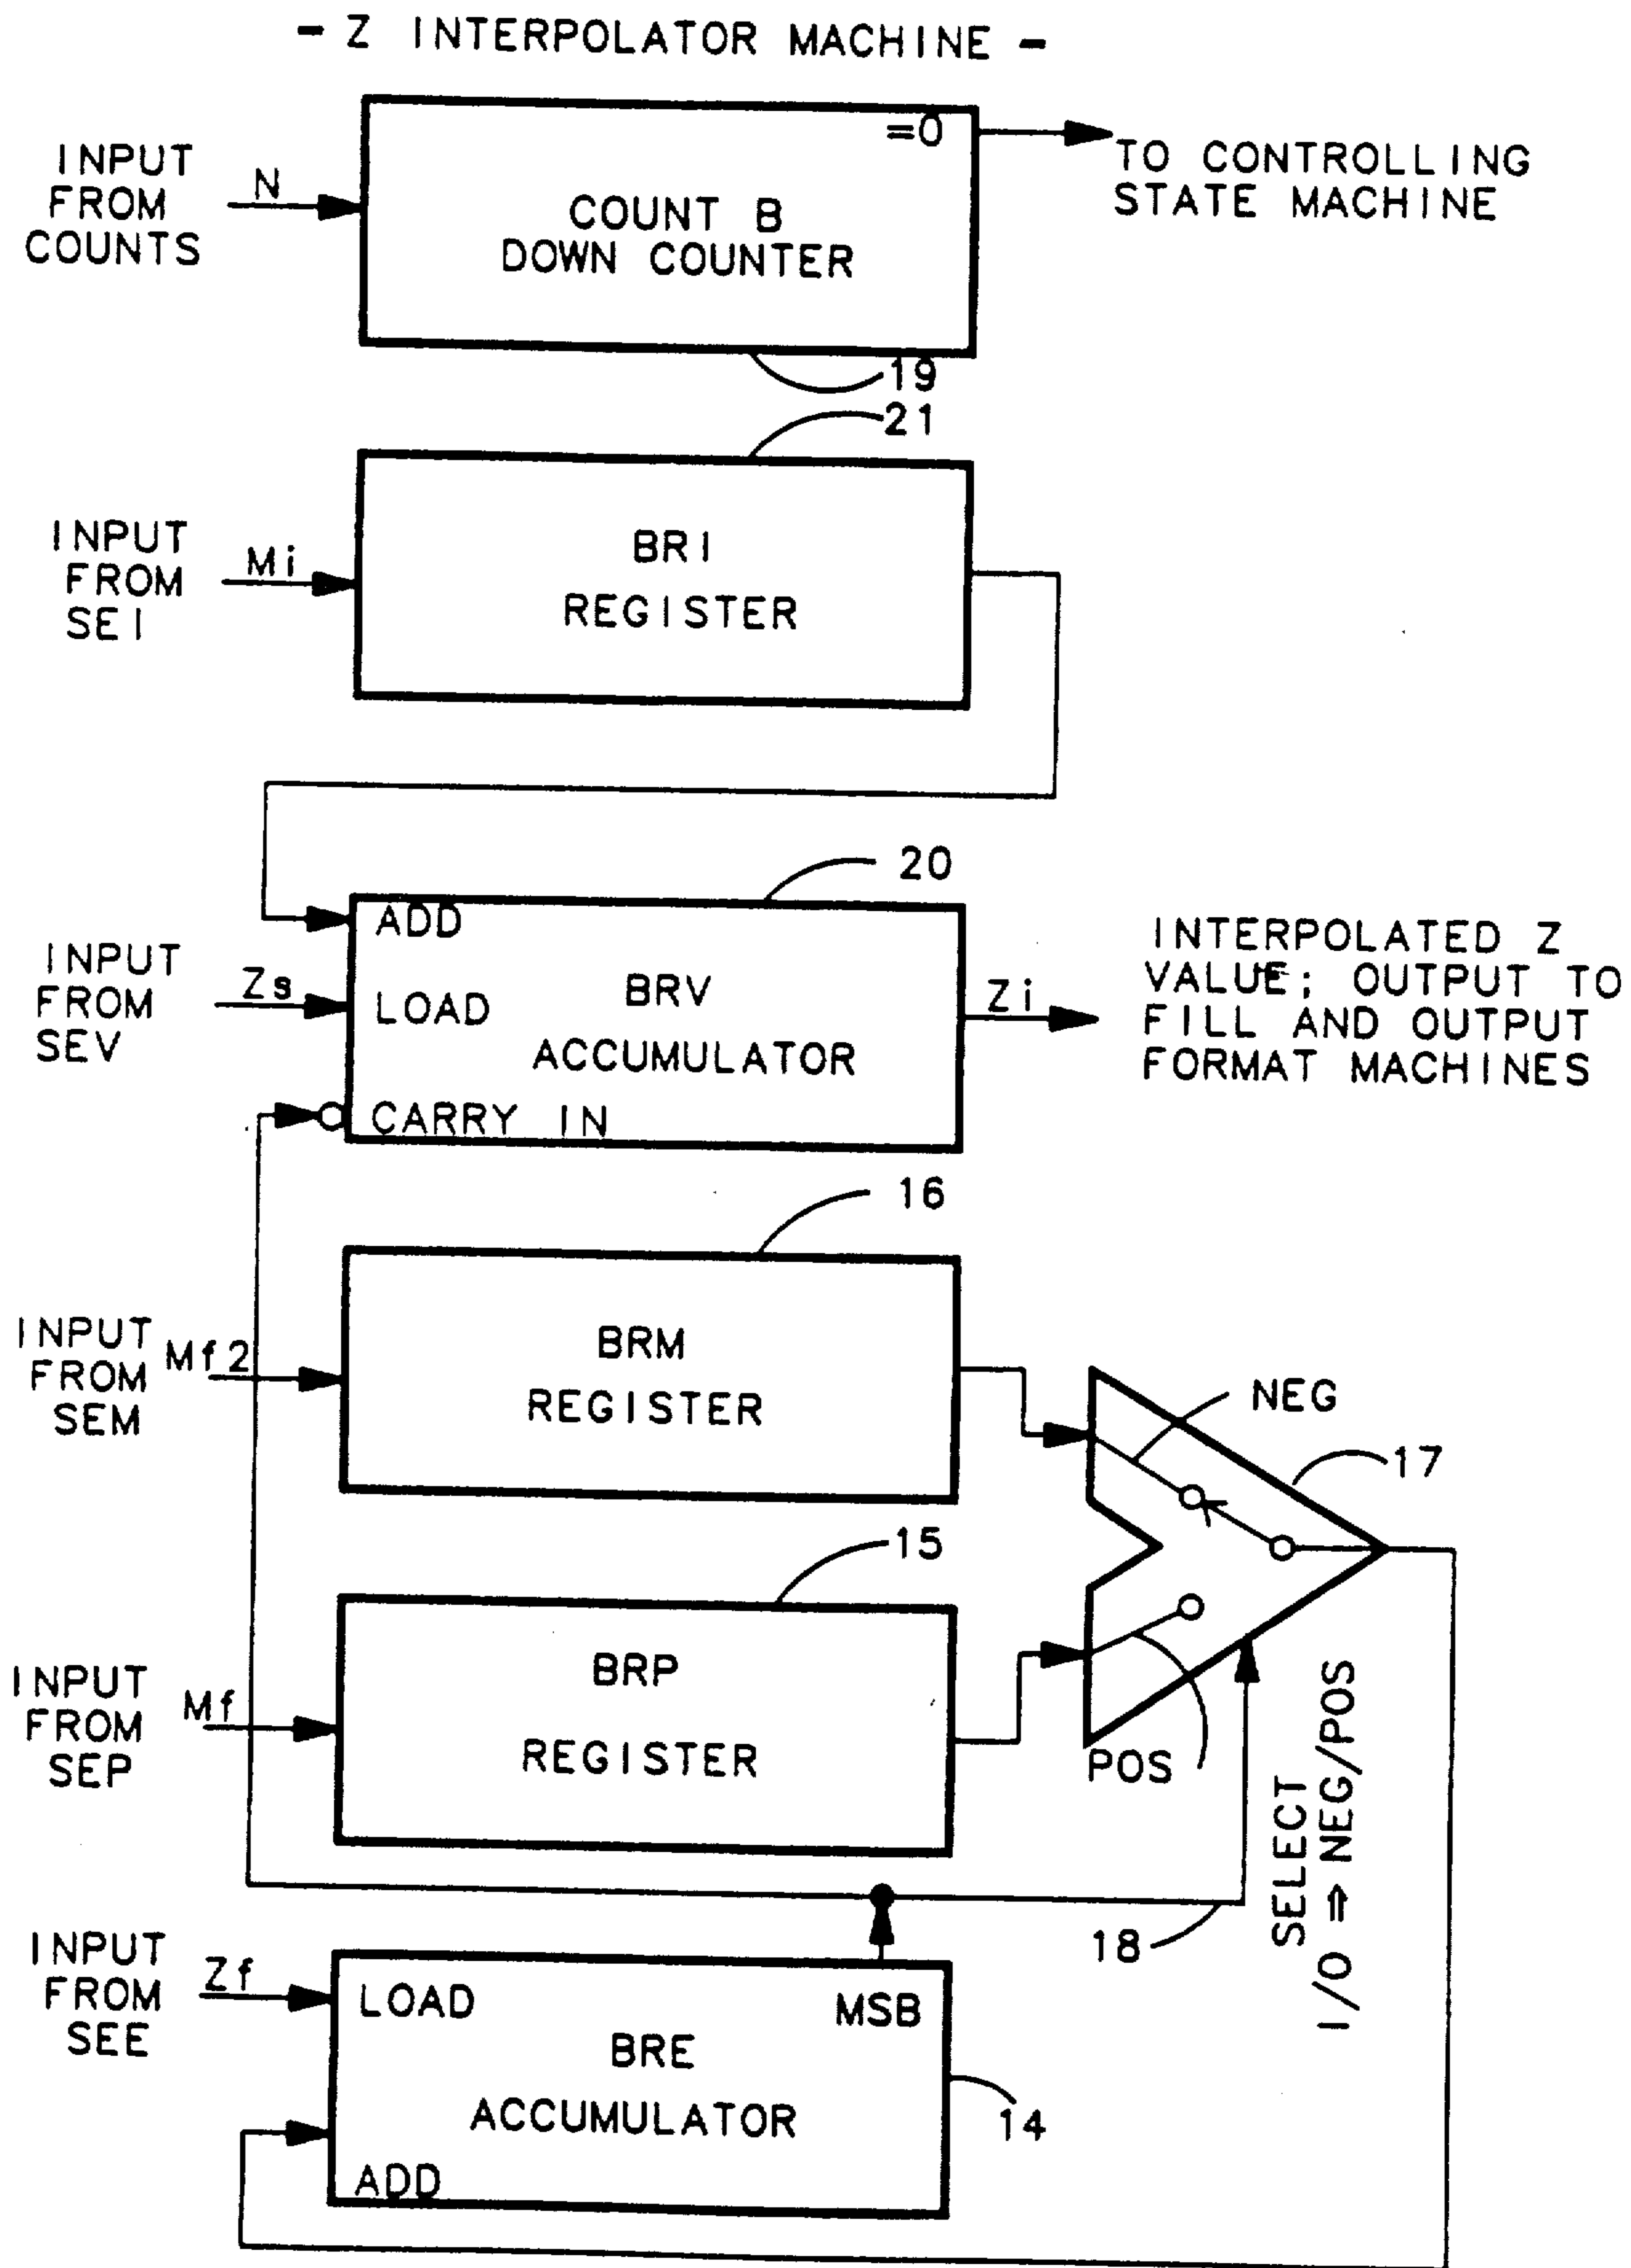 - Z INTERPOLATOR MACHINE -
INPUT
FROM
COUNTS
N
=0
COUNT B
DOWN COUNTER
TO CONTROLLING
STATE MACHINE
19
21
INPUT
FROM
SEI
Mi
BRI
REGISTER
20
ADD
INPUT
FROM
SEV
Zs
LOAD
BRV
ACCUMULATOR
CARRY IN
Zi
INTERPOLATED Z
VALUE; OUTPUT TO
FILL AND OUTPUT
FORMAT MACHINES
16
INPUT
FROM
SEM
Mf2
BRM
REGISTER
NEG
17
15
INPUT
FROM
SEP
Mf
BRP
REGISTER
POS
SELECT
1/0 ⇒ NEG/POS
18
INPUT
FROM
SEE
Zf
LOAD
MSB
BRE
ACCUMULATOR
ADD
14